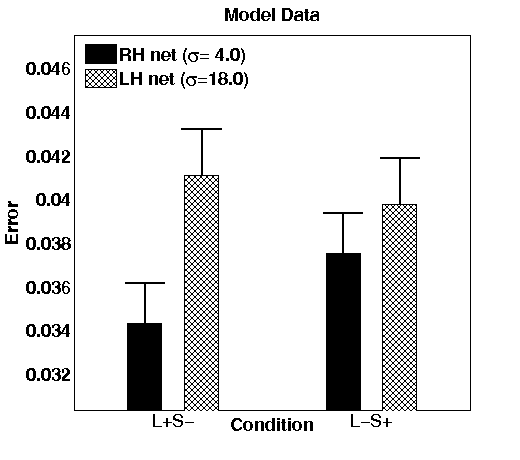 Model Data
RH net (σ= 4.0)
LH net (σ=18.0)
0.046
0.044
0.042
0.04
0.038
0.036
0.034
0.032
Error
L+S−
L−S+
Condition